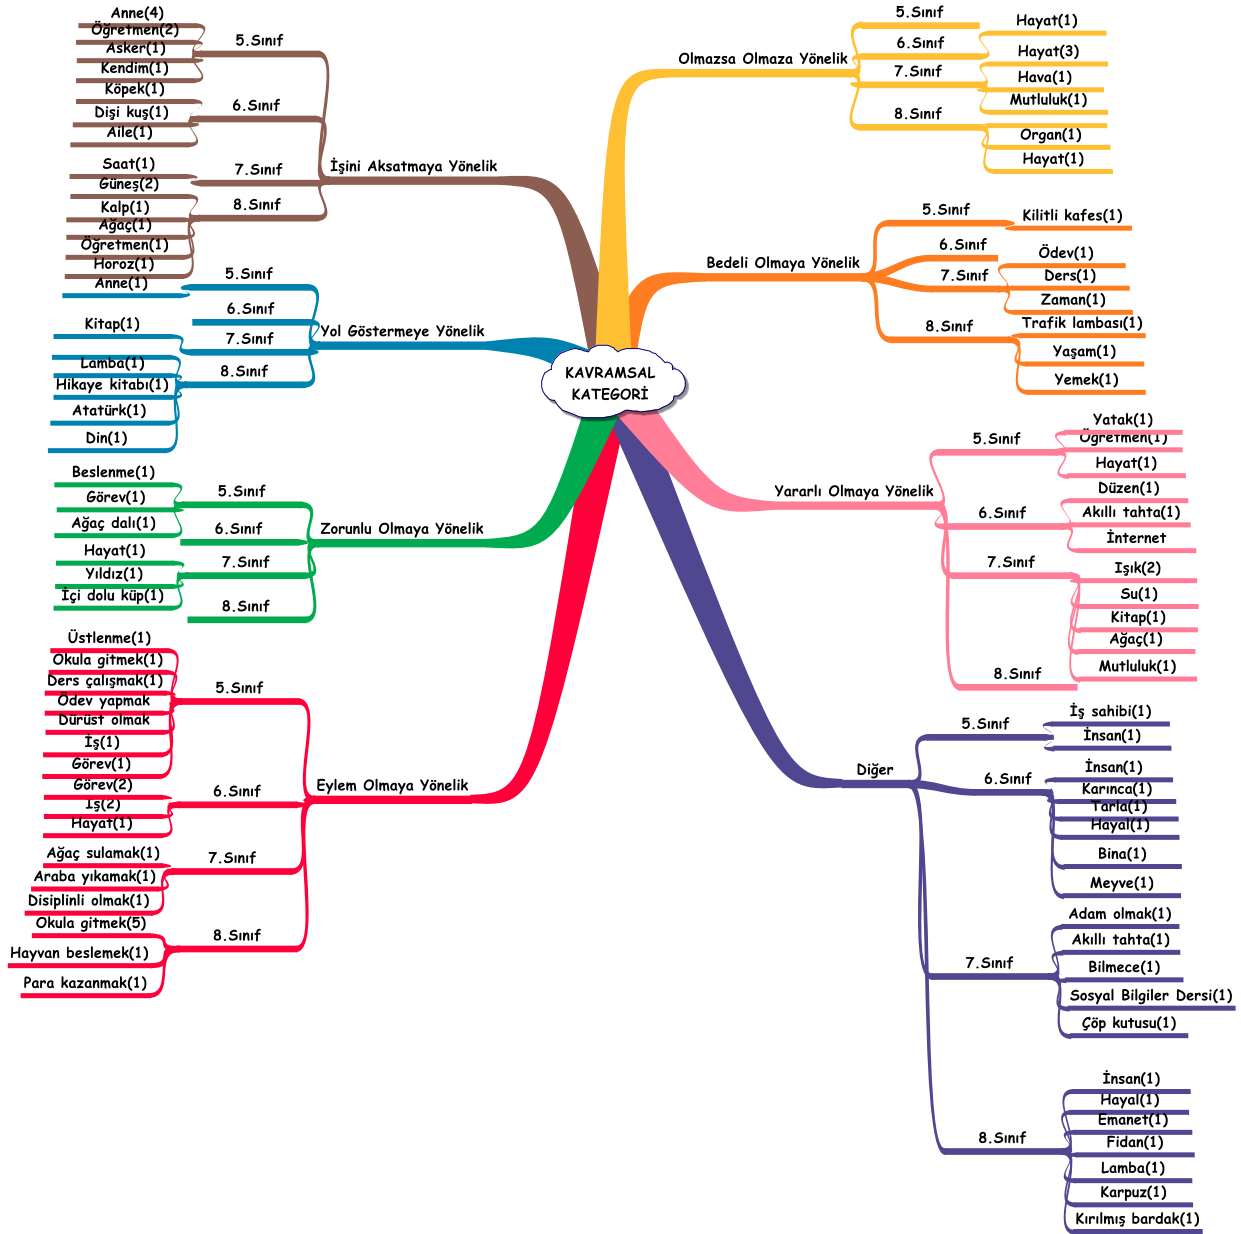 KAVRAMSAL
KATEGORİ
Olmazsa Olmaza Yönelik
5.Sınıf
6.Sınıf
Hayat(1)
7.Sınıf
Hayat(3)
Hava(1)
Mutluluk(1)
8.Sınıf
Organ(1)
Hayat(1)
Bedeli Olmaya Yönelik
5.Sınıf
Kilitli kafes(1)
6.Sınıf
7.Sınıf
Ödev(1)
Ders(1)
Zaman(1)
8.Sınıf
Trafik lambası(1)
Yaşam(1)
Yemek(1)
Yararlı Olmaya Yönelik
5.Sınıf
Yatak(1)
Öğretmen(1)
Hayat(1)
6.Sınıf
Düzen(1)
Akıllı tahta(1)
İnternet
7.Sınıf
Işık(2)
Su(1)
Kitap(1)
Ağaç(1)
Mutluluk(1)
8.Sınıf
Diğer
5.Sınıf
İş sahibi(1)
İnsan(1)
6.Sınıf
İnsan(1)
Karınca(1)
Tarla(1)
Hayal(1)
Bina(1)
Meyve(1)
7.Sınıf
Adam olmak(1)
Akıllı tahta(1)
Bilmece(1)
Sosyal Bilgiler Dersi(1)
Çöp kutusu(1)
8.Sınıf
İnsan(1)
Hayal(1)
Emanet(1)
Fidan(1)
Lamba(1)
Karpuz(1)
Kırılmış bardak(1)
İşini Aksatmaya Yönelik
5.Sınıf
Anne(4)
Öğretmen(2)
Asker(1)
Kendim(1)
6.Sınıf
Köpek(1)
Dişi kuş(1)
Aile(1)
7.Sınıf
Saat(1)
8.Sınıf
Güneş(2)
Kalp(1)
Ağaç(1)
Öğretmen(1)
Horoz(1)
Yol Göstermeye Yönelik
5.Sınıf
Anne(1)
6.Sınıf
7.Sınıf
Kitap(1)
8.Sınıf
Lamba(1)
Hikaye kitabı(1)
Atatürk(1)
Din(1)
Zorunlu Olmaya Yönelik
5.Sınıf
Beslenme(1)
Görev(1)
Ağaç dalı(1)
6.Sınıf
7.Sınıf
Hayat(1)
Yıldız(1)
İçi dolu küp(1)
8.Sınıf
Eylem Olmaya Yönelik
5.Sınıf
Üstlenme(1)
Okula gitmek(1)
Ders çalışmak(1)
Ödev yapmak
Dürüst olmak
İş(1)
Görev(1)
6.Sınıf
Görev(2)
İş(2)
Hayat(1)
7.Sınıf
Ağaç sulamak(1)
Araba yıkamak(1)
Disiplinli olmak(1)
8.Sınıf
Okula gitmek(5)
Hayvan beslemek(1)
Para kazanmak(1)